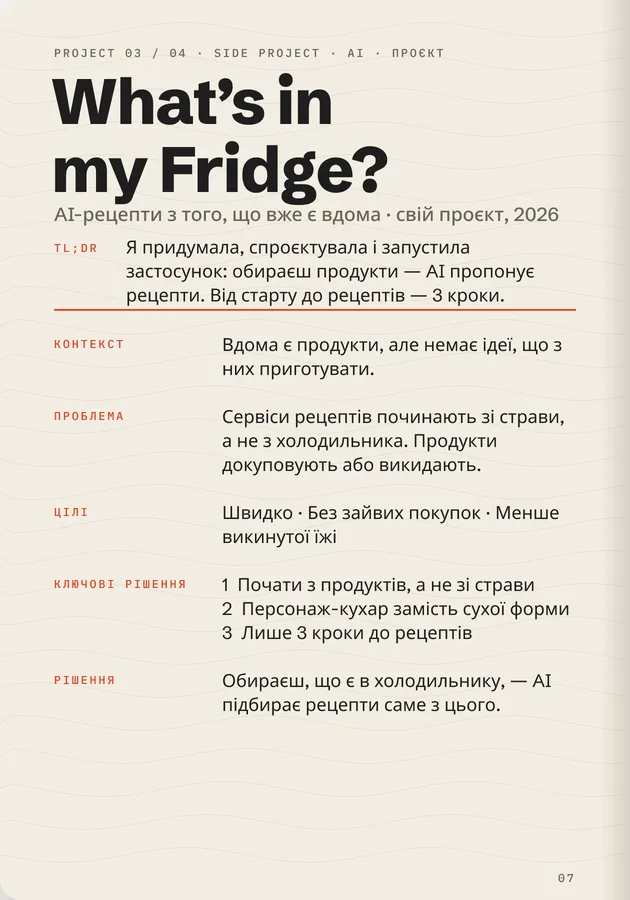 PROJECT 03 / 04 · SIDE PROJECT · AI · ПРОЄКТ
What's in
my Fridge?
AI-рецепти з того, що вже є вдома · свій проєкт, 2026
TL;DR Я придумала, спроєктувала і запустила
застосунок: обираєш продукти — AI пропонує
рецепти. Від старту до рецептів — 3 кроки.
КОНТЕКСТ Вдома є продукти, але немає ідеї, що з
них приготувати.
ПРОБЛЕМА Сервіси рецептів починають зі страви,
а не з холодильника. Продукти
докуповують або викидають.
ЦІЛІ Швидко · Без зайвих покупок · Менше
викинутої їжі
КЛЮЧОВІ РІШЕННЯ 1 Почати з продуктів, а не зі страви
2 Персонаж-кухар замість сухої форми
3 Лише 3 кроки до рецептів
РІШЕННЯ Обираєш, що є в холодильнику, — AI
підбирає рецепти саме з цього.
07